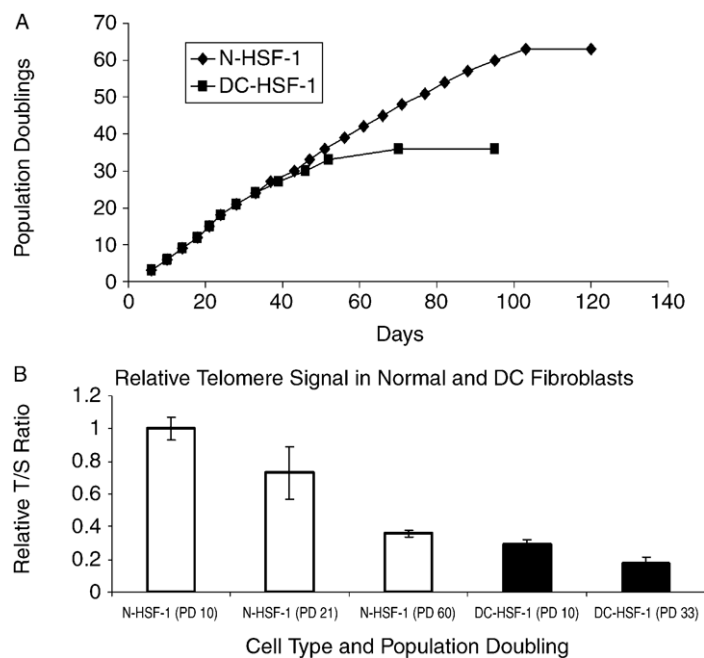 A
Population Doublings
70
60
50
40
30
20
10
0
N-HSF-1
DC-HSF-1
0 20 40 60 80 100 120 140
Days
B
Relative Telomere Signal in Normal and DC Fibroblasts
Relative T/S Ratio
1.2
1
0.8
0.6
0.4
0.2
0
N-HSF-1 (PD 10) N-HSF-1 (PD 21) N-HSF-1 (PD 60) DC-HSF-1 (PD 10) DC-HSF-1 (PD 33)
Cell Type and Population Doubling